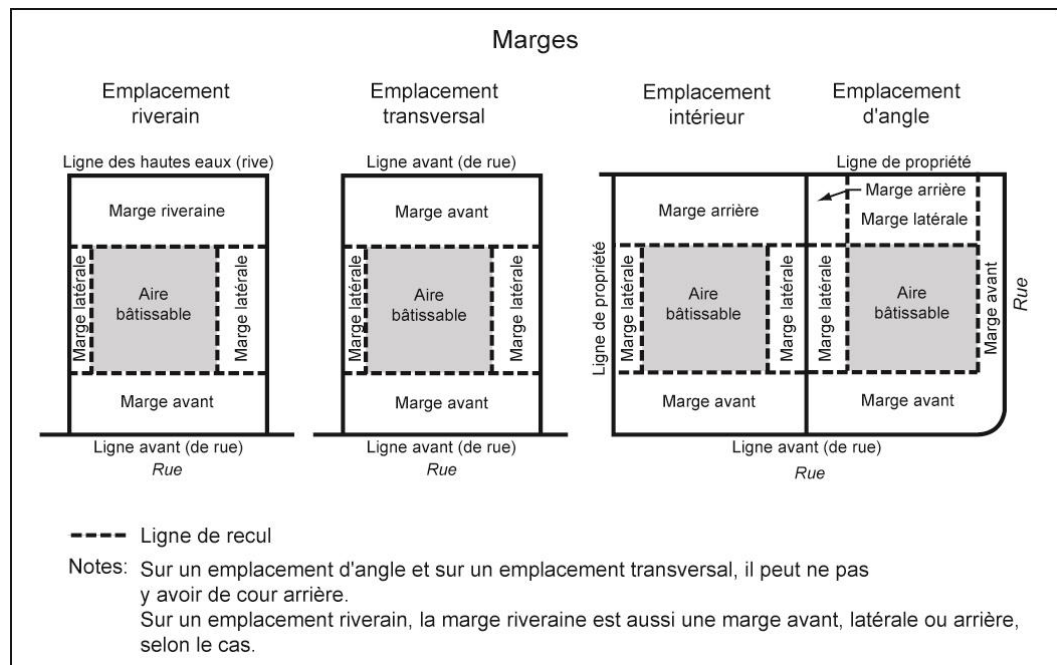 Marges
Emplacement
riverain
Ligne des hautes eaux (rive)
Marge riveraine
Marge latérale
Aire
bâtissable
Marge latérale
Marge avant
Ligne avant (de rue)
Rue
Emplacement
transversal
Ligne avant (de rue)
Marge avant
Marge latérale
Aire
bâtissable
Marge latérale
Marge avant
Ligne avant (de rue)
Rue
Emplacement
intérieur
Marge arrière
Ligne de propriété
Marge latérale
Aire
bâtissable
Marge latérale
Marge avant
Emplacement
d'angle
Ligne de propriété
Marge arrière
Marge latérale
Marge latérale
Aire
bâtissable
Marge avant
Rue
Marge avant
Ligne avant (de rue)
Rue
Ligne de recul
Notes: Sur un emplacement d'angle et sur un emplacement transversal, il peut ne pas
y avoir de cour arrière.
Sur un emplacement riverain, la marge riveraine est aussi une marge avant, latérale ou arrière,
selon le cas.